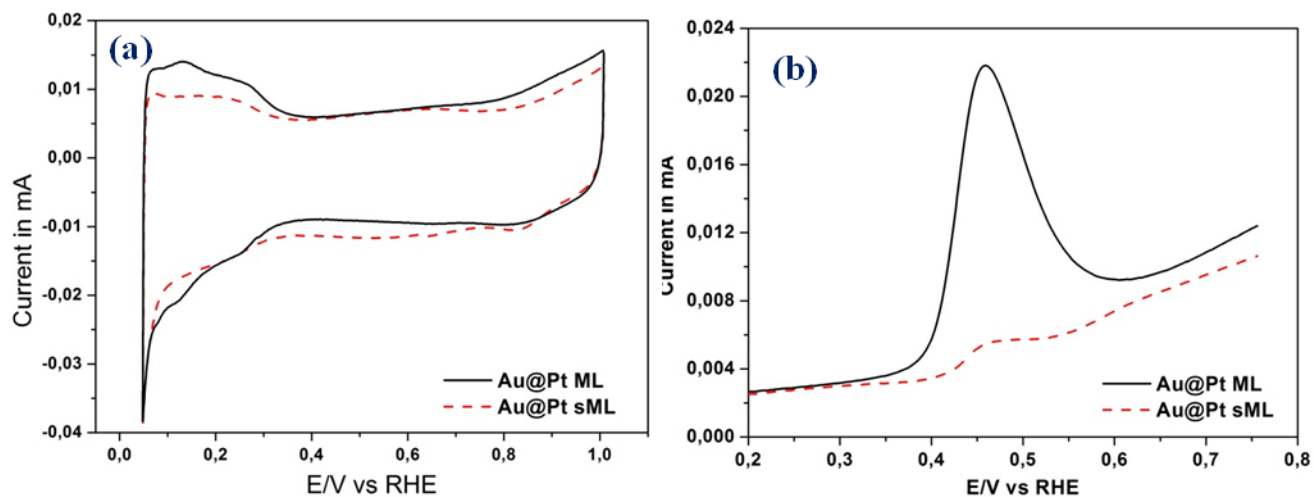 (a)
0,02
0,01
0,00
-0,01
-0,02
-0,03
-0,04
Current in mA
Au@Pt ML
Au@Pt sML
0,0 0,2 0,4 0,6 0,8 1,0
E/V vs RHE
(b)
0,024
0,020
0,016
0,012
0,008
0,004
0,000
Current in mA
Au@Pt ML
Au@Pt sML
0,2 0,3 0,4 0,5 0,6 0,7 0,8
E/V vs RHE